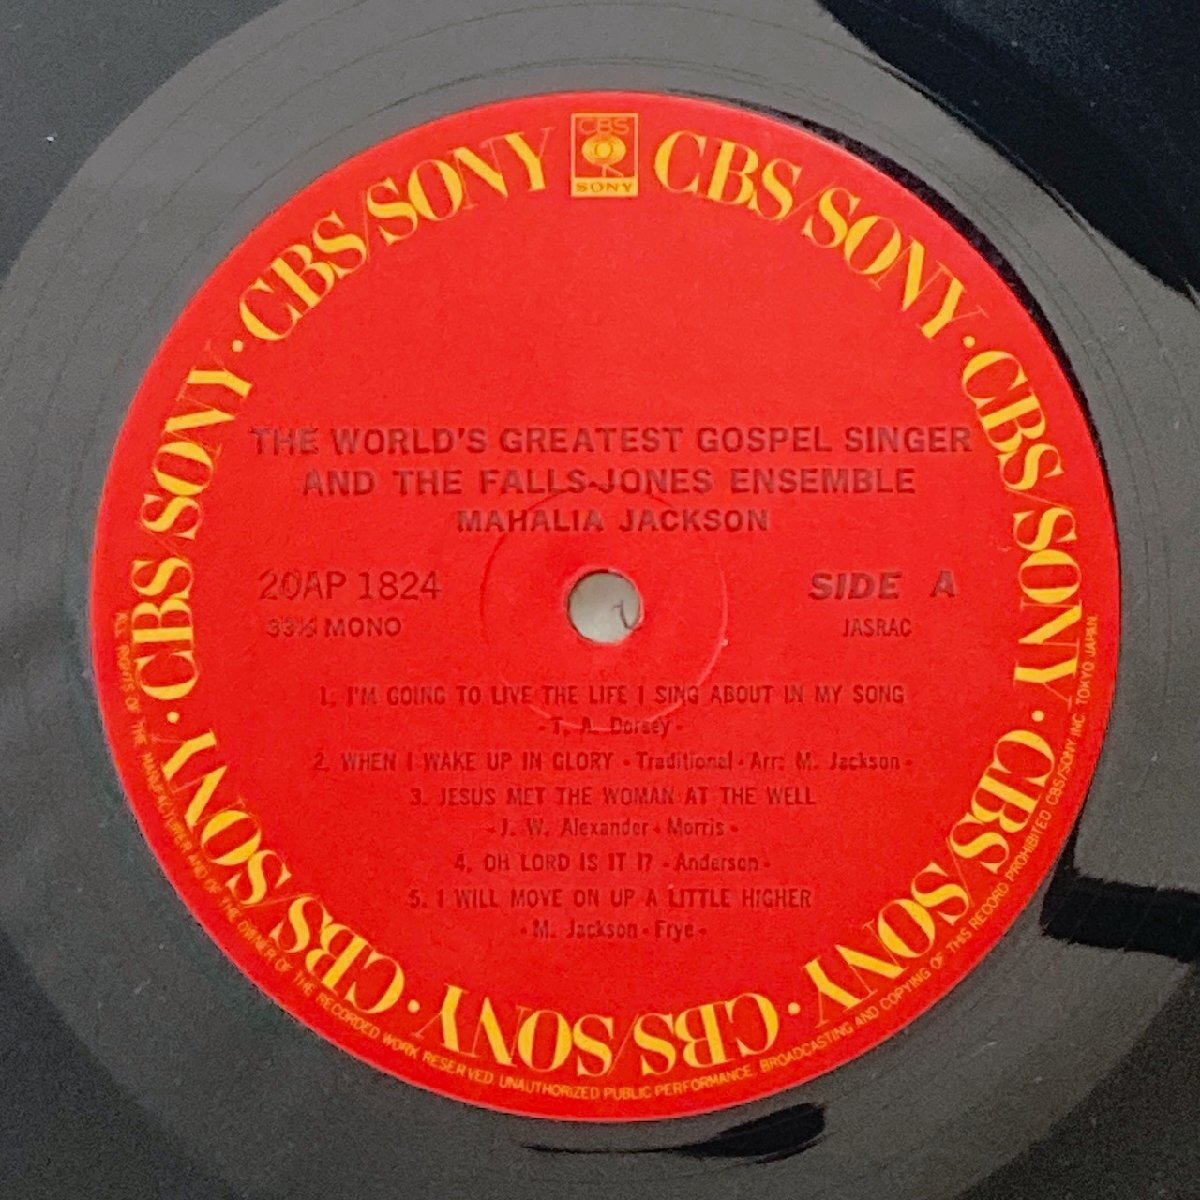 CBS
SONY
CBS/SONY · CBS/SONY · CBS/SONY · CBS/SONY · CBS/SONY · CBS/SONY · CBS/SONY · CBS/SONY
THE WORLD'S GREATEST GOSPEL SINGER
AND THE FALLS-JONES ENSEMBLE
MAHALIA JACKSON
20AP 1824
SIDE A
33⅓ MONO
JASRAC
1. I'M GOING TO LIVE THE LIFE I SING ABOUT IN MY SONG
- T. A. Dorsey -
2. WHEN I WAKE UP IN GLORY - Traditional - Arr: M. Jackson -
3. JESUS MET THE WOMAN AT THE WELL
- J. W. Alexander - Morris -
4. OH LORD IS IT I? - Anderson -
5. I WILL MOVE ON UP A LITTLE HIGHER
- M. Jackson - Frye -
ALL RIGHTS OF THE MANUFACTURER AND OF THE OWNER OF THE RECORDED WORK RESERVED UNAUTHORIZED PUBLIC PERFORMANCE, BROADCASTING AND COPYING OF THIS RECORD PROHIBITED CBS/SONY INC. TOKYO JAPAN